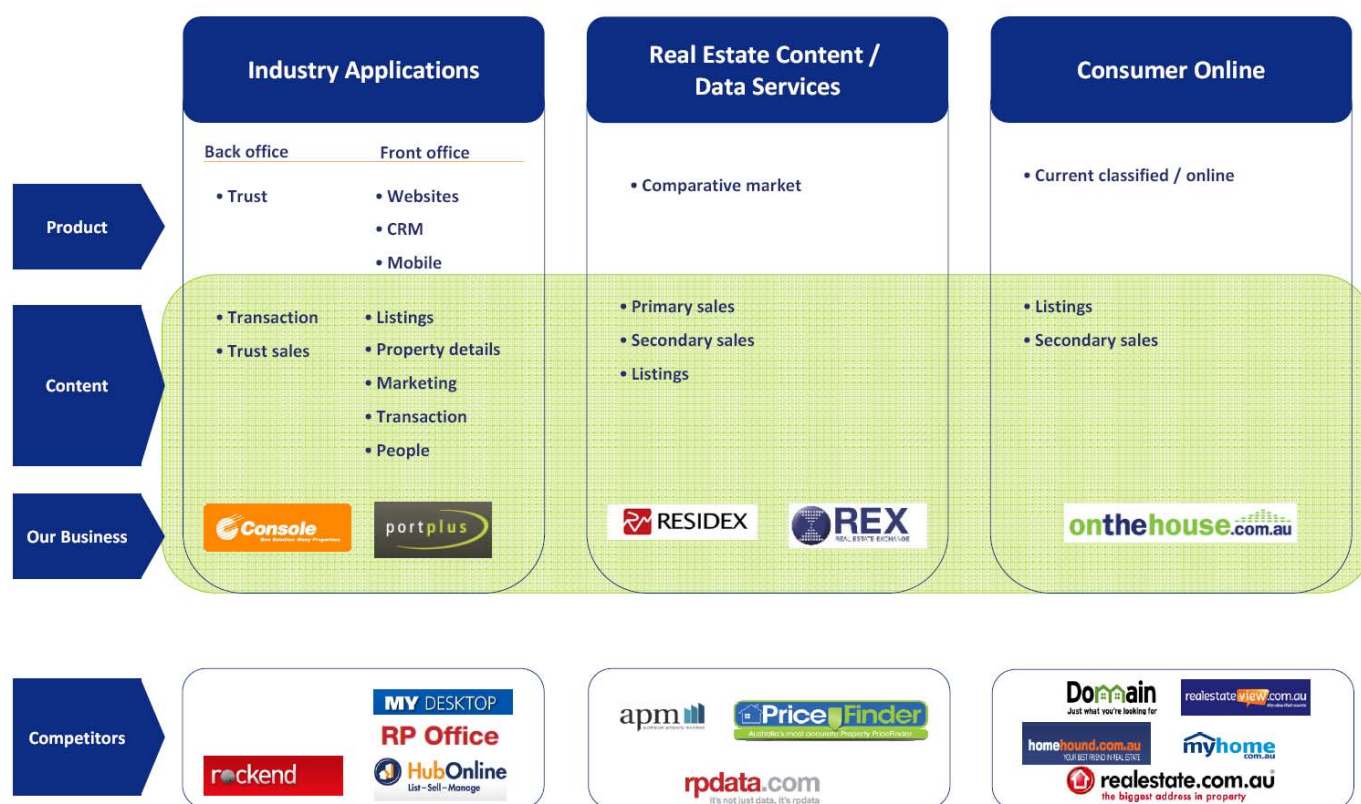 Industry Applications
Real Estate Content /
Data Services
Consumer Online
Back office
Front office
Product
• Trust
• Websites
• CRM
• Mobile
• Comparative market
• Current classified / online
Content
• Transaction
• Trust sales
• Listings
• Property details
• Marketing
• Transaction
• People
• Primary sales
• Secondary sales
• Listings
• Listings
• Secondary sales
Our Business
Console
One Solution. Many Properties
portplus
RESIDEX
REX
REAL ESTATE EXCHANGE
onthehouse.com.au
Competitors
rockend
MY DESKTOP
RP Office
HubOnline
List – Sell – Manage
apm
PriceFinder
Australia's most accurate Property PriceFinder
rpdata.com
it's not just data, it's rpdata
Domain
Just what you're looking for
realestateview.com.au
homehound.com.au
YOUR BEST FRIEND IN REAL ESTATE
myhome
com.au
realestate.com.au
the biggest address in property